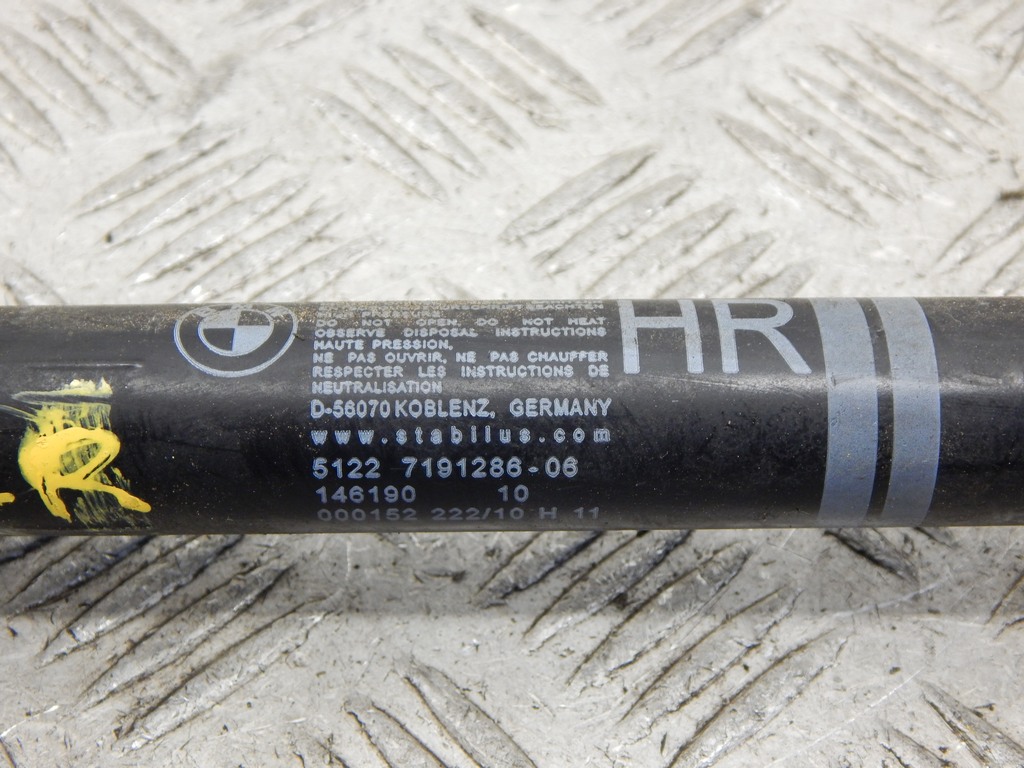 HIGH PRESSURE,
DO NOT OPEN, DO NOT HEAT
OBSERVE DISPOSAL INSTRUCTIONS
HAUTE PRESSION,
NE PAS OUVRIR, NE PAS CHAUFFER
RESPECTER LES INSTRUCTIONS DE
NEUTRALISATION
D-56070 KOBLENZ, GERMANY
www.stabilus.com
5122 7191286-06
146190 10
000152 222/10 H 11
HR
R